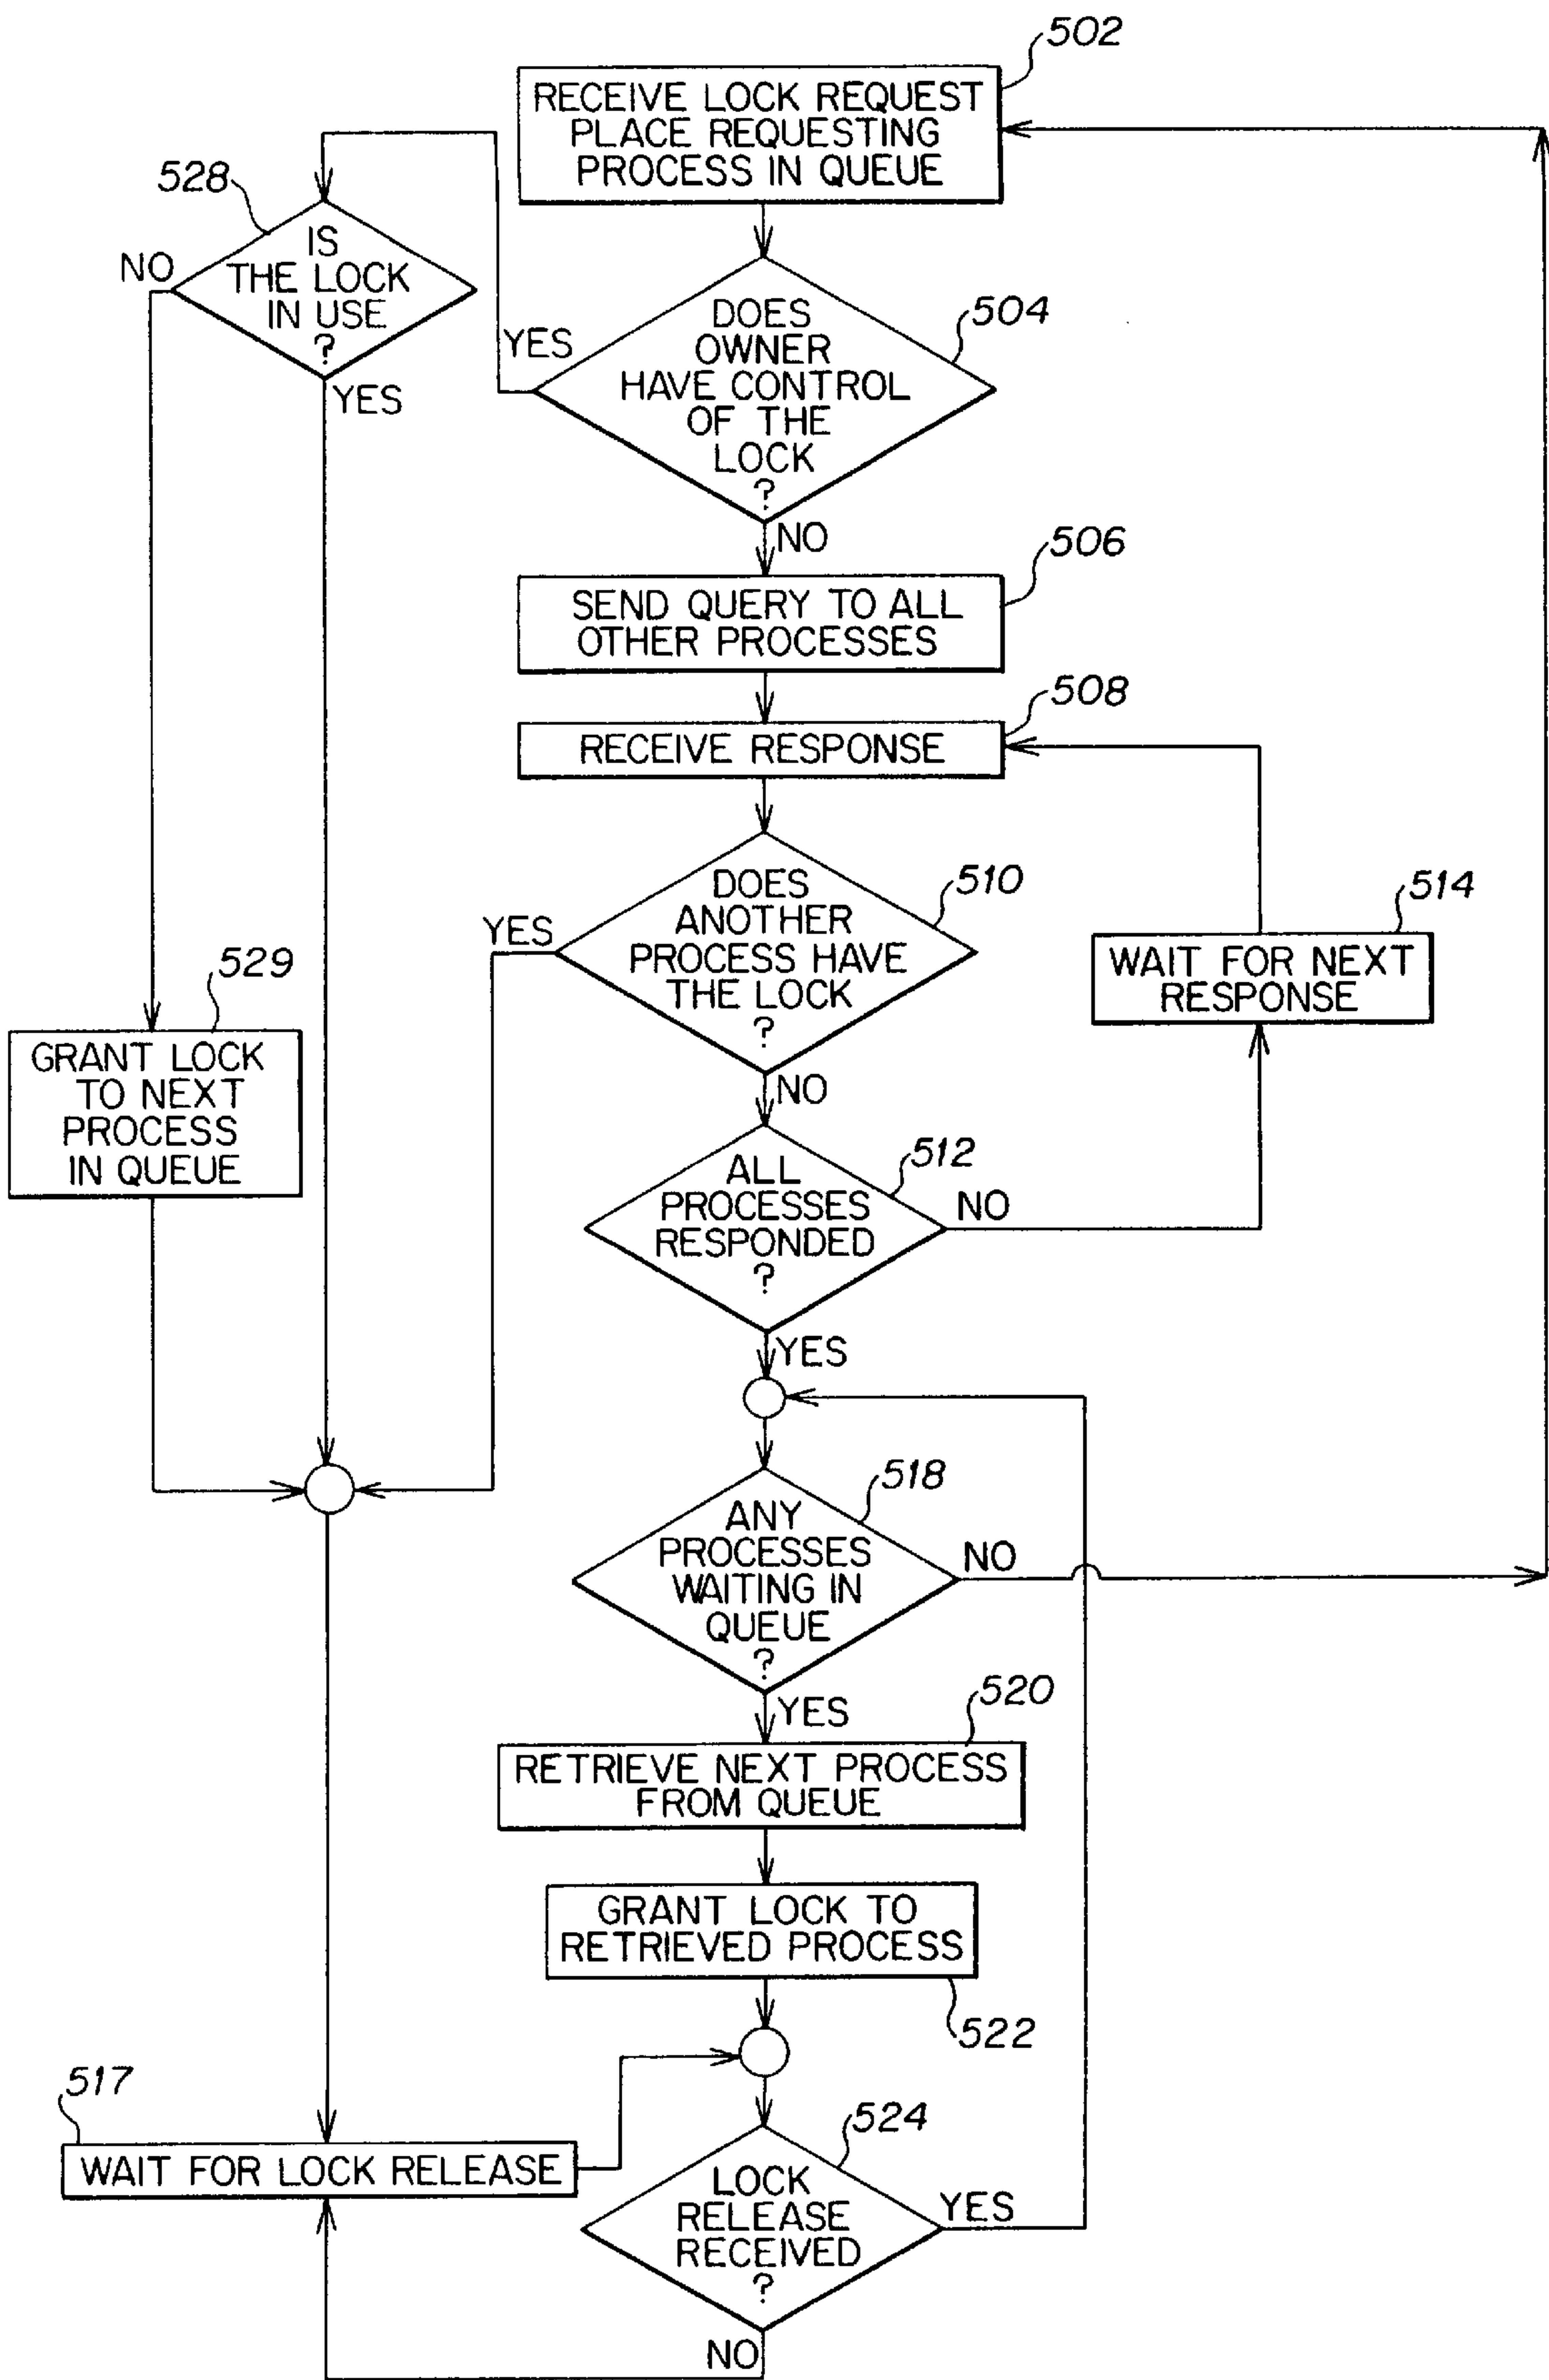 502
RECEIVE LOCK REQUEST
PLACE REQUESTING
PROCESS IN QUEUE
528
IS
THE LOCK
IN USE
?
NO
YES
504
DOES
OWNER
HAVE CONTROL
OF THE
LOCK
?
YES
NO
506
SEND QUERY TO ALL
OTHER PROCESSES
508
RECEIVE RESPONSE
510
DOES
ANOTHER
PROCESS HAVE
THE LOCK
?
YES
NO
514
WAIT FOR NEXT
RESPONSE
529
GRANT LOCK
TO NEXT
PROCESS
IN QUEUE
512
ALL
PROCESSES
RESPONDED
?
NO
YES
518
ANY
PROCESSES
WAITING IN
QUEUE
?
NO
YES
520
RETRIEVE NEXT PROCESS
FROM QUEUE
GRANT LOCK TO
RETRIEVED PROCESS
522
517
WAIT FOR LOCK RELEASE
524
LOCK
RELEASE
RECEIVED
?
YES
NO